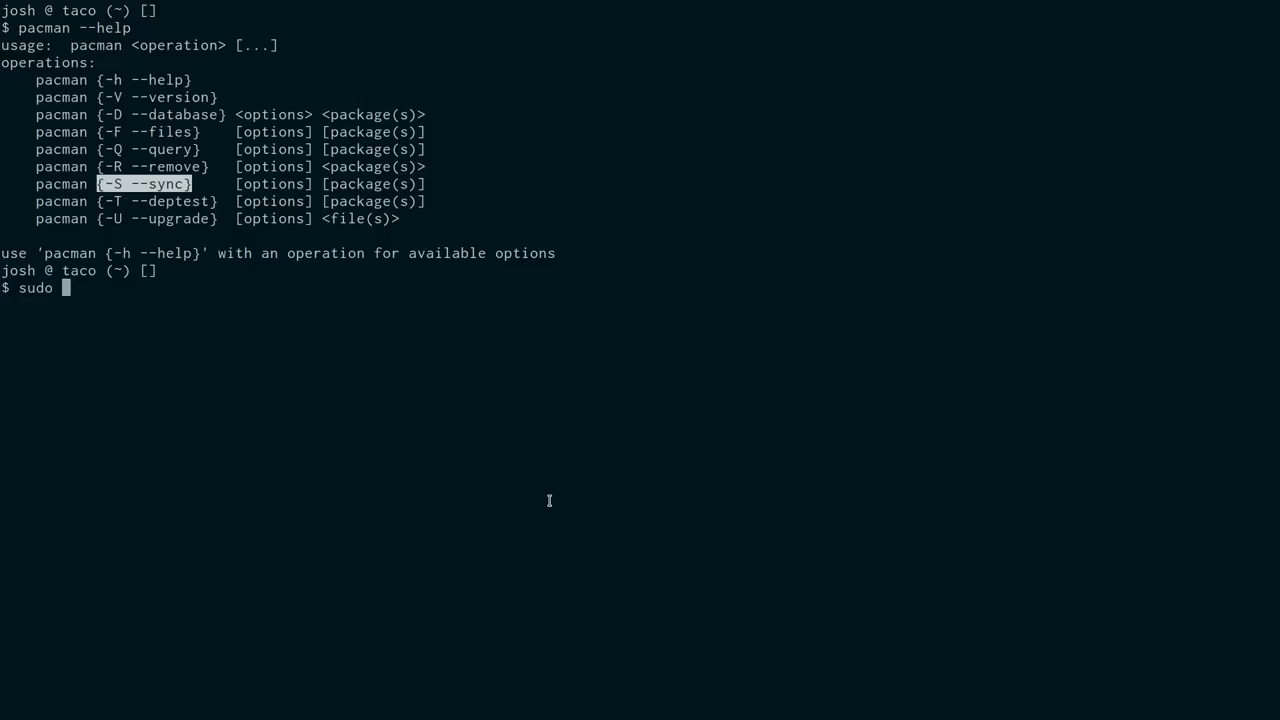 josh @ taco (~) []
$ pacman --help
usage:  pacman <operation> [...]
operations:
    pacman {-h --help}
    pacman {-V --version}
    pacman {-D --database} <options> <package(s)>
    pacman {-F --files}    [options] [package(s)]
    pacman {-Q --query}    [options] [package(s)]
    pacman {-R --remove}   [options] <package(s)>
    pacman {-S --sync}     [options] [package(s)]
    pacman {-T --deptest}  [options] [package(s)]
    pacman {-U --upgrade}  [options] <file(s)>

use 'pacman {-h --help}' with an operation for available options
josh @ taco (~) []
$ sudo